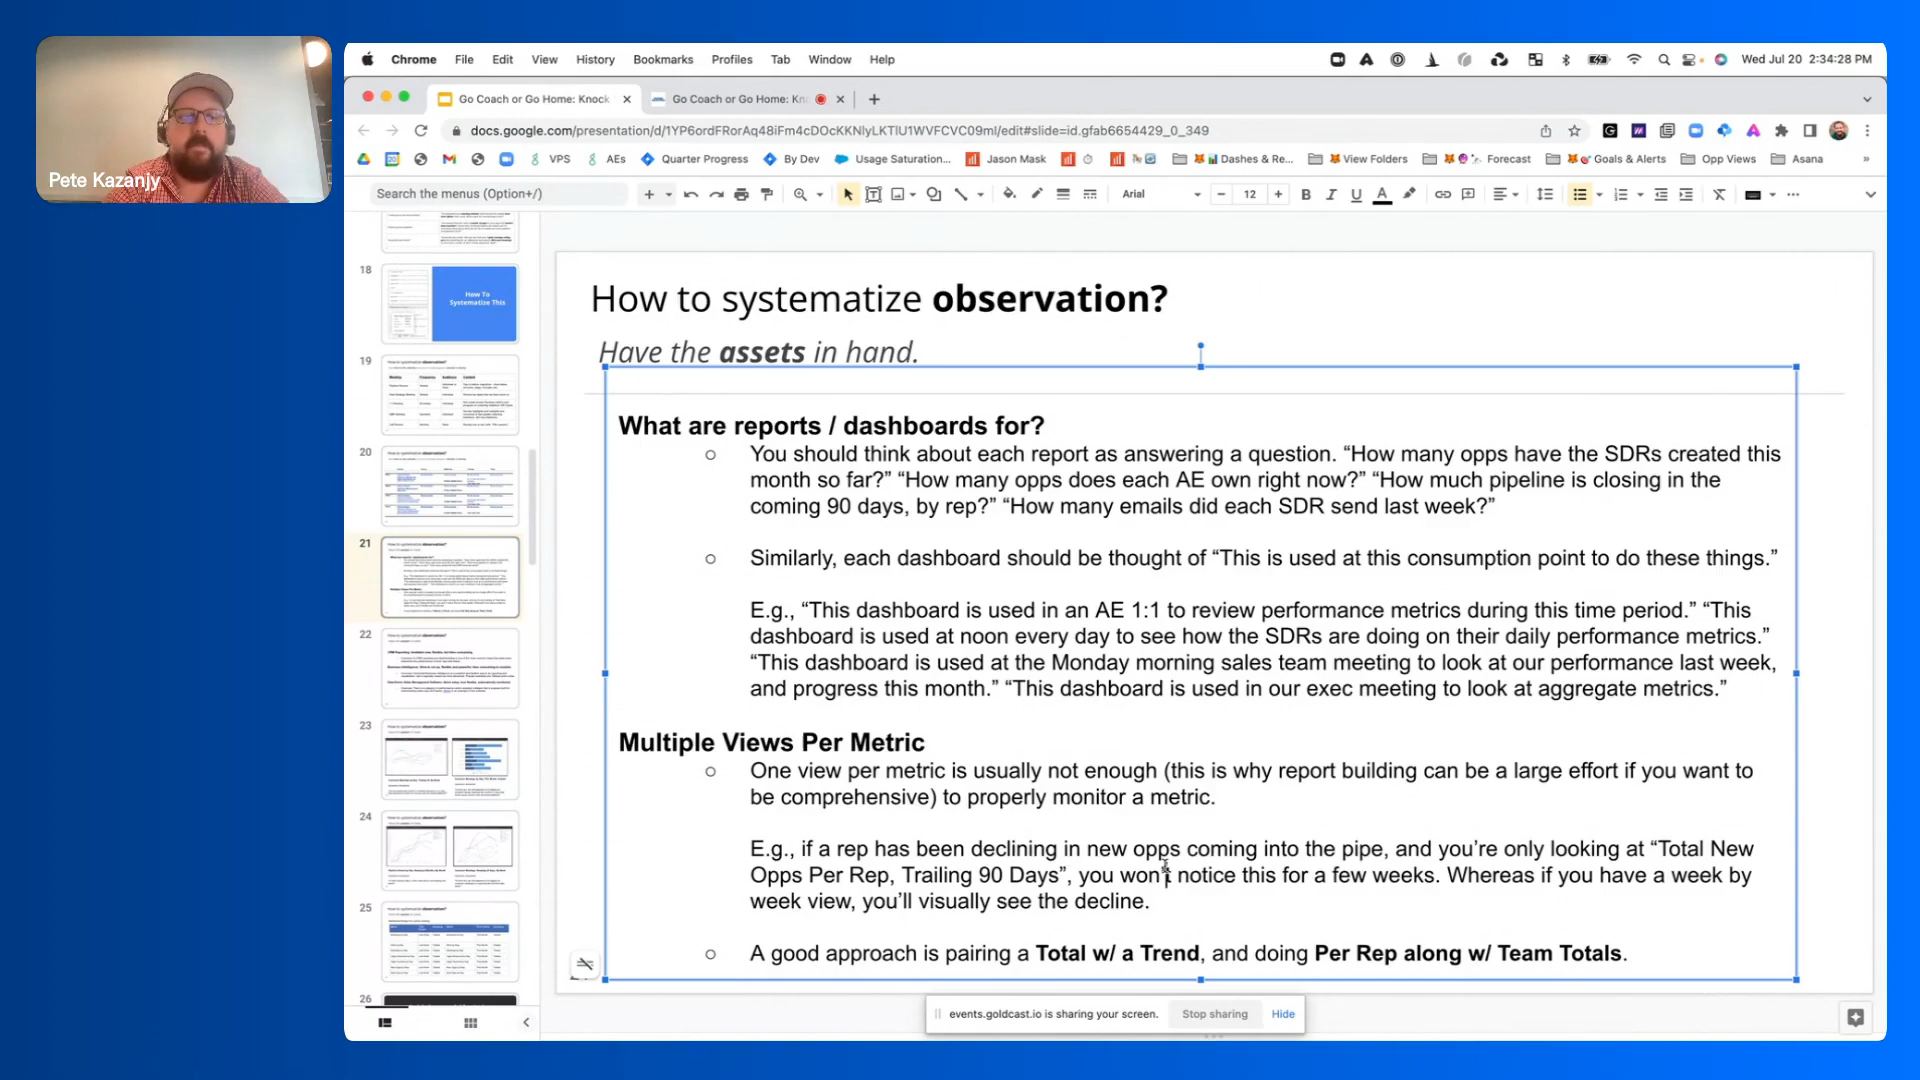 Pete Kazanjy
Chrome File Edit View History Bookmarks Profiles Tab Window Help
Wed Jul 20 2:34:28 PM
Go Coach or Go Home: Knock
Go Coach or Go Home: Kn
docs.google.com/presentation/d/1YP6ordFRorAq48iFm4cDOcKKNlyLKTlU1WVFCVC09mI/edit#slide=id.gfab6654429_0_349
VPS AEs Quarter Progress By Dev Usage Saturation... Jason Mask Dashes & Re... View Folders Forecast Goals & Alerts Opp Views Asana »
Search the menus (Option+/)
Arial
12
18
How To
Systematize This
19
20
21
22
23
24
25
26
How to systematize observation?
Have the assets in hand.
What are reports / dashboards for?
You should think about each report as answering a question. “How many opps have the SDRs created this
month so far?” “How many opps does each AE own right now?” “How much pipeline is closing in the
coming 90 days, by rep?” “How many emails did each SDR send last week?”
Similarly, each dashboard should be thought of “This is used at this consumption point to do these things.”
E.g., “This dashboard is used in an AE 1:1 to review performance metrics during this time period.” “This
dashboard is used at noon every day to see how the SDRs are doing on their daily performance metrics.”
“This dashboard is used at the Monday morning sales team meeting to look at our performance last week,
and progress this month.” “This dashboard is used in our exec meeting to look at aggregate metrics.”
Multiple Views Per Metric
One view per metric is usually not enough (this is why report building can be a large effort if you want to
be comprehensive) to properly monitor a metric.
E.g., if a rep has been declining in new opps coming into the pipe, and you’re only looking at “Total New
Opps Per Rep, Trailing 90 Days”, you won’t notice this for a few weeks. Whereas if you have a week by
week view, you’ll visually see the decline.
A good approach is pairing a Total w/ a Trend, and doing Per Rep along w/ Team Totals.
events.goldcast.io is sharing your screen. Stop sharing Hide